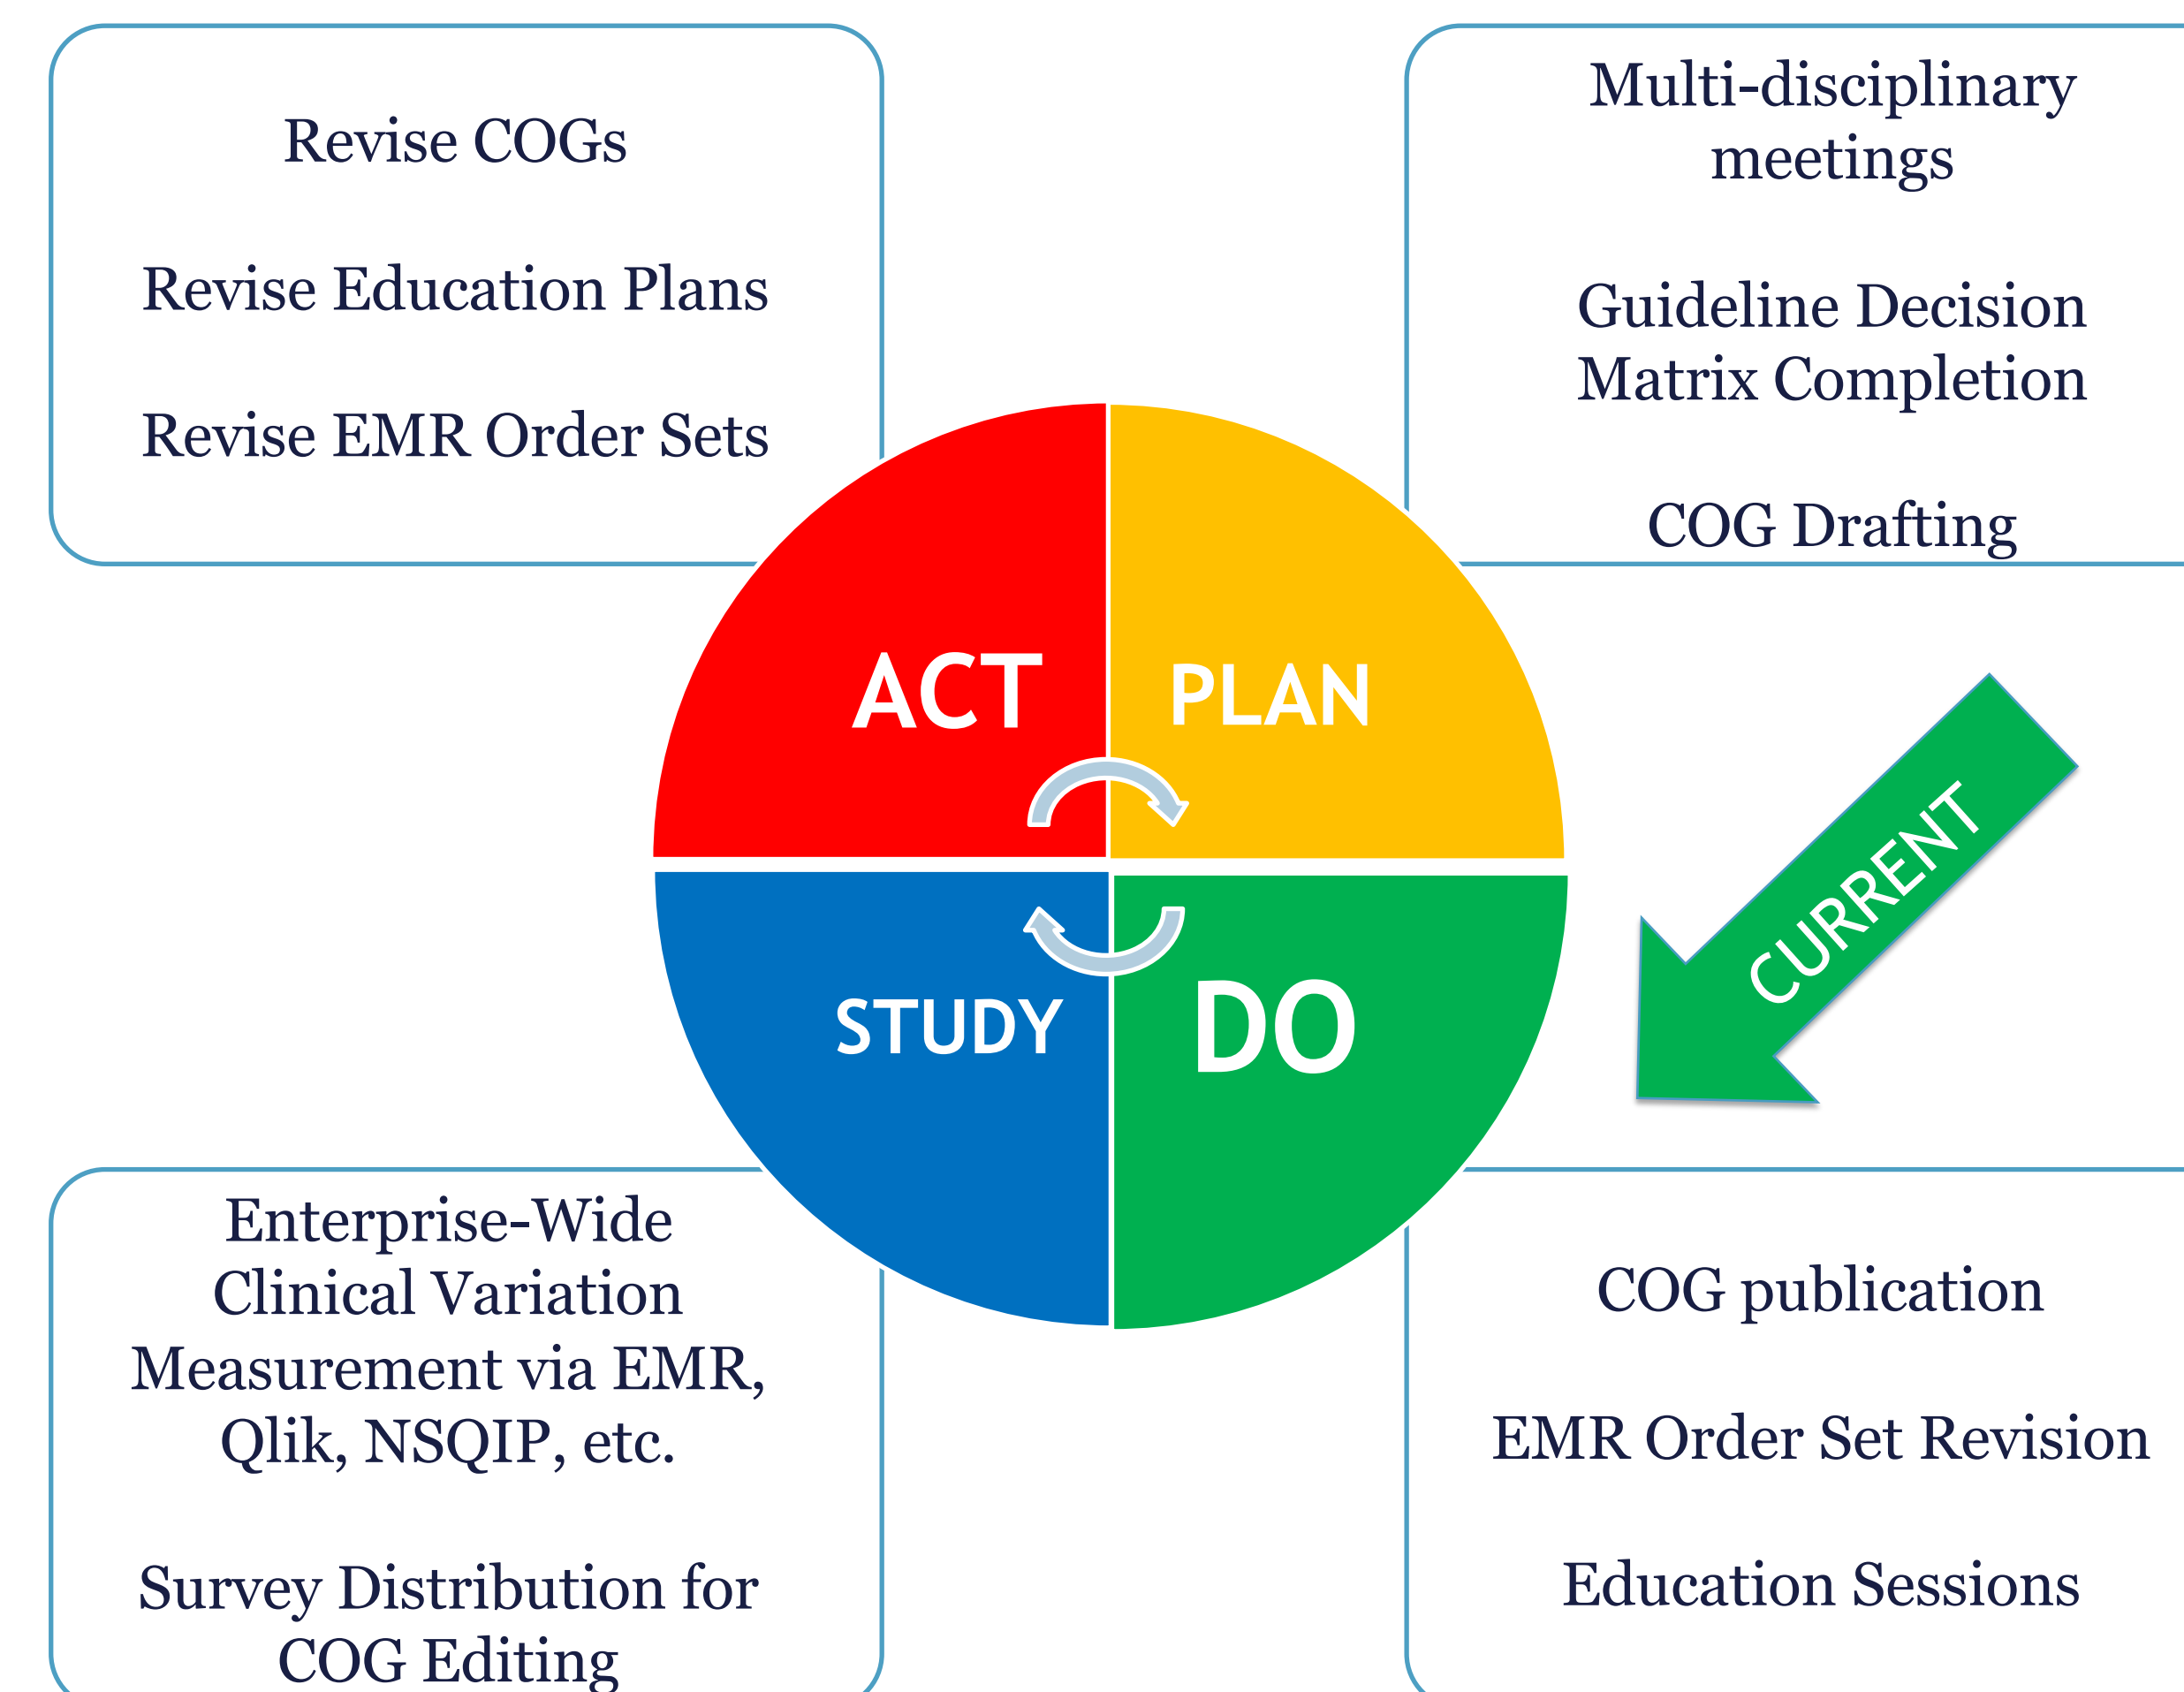 Revise COGs
Revise Education Plans
Revise EMR Order Sets
Multi-disciplinary
meetings
Guideline Decision
Matrix Completion
COG Drafting
ACT
PLAN
CURRENT
STUDY
DO
Enterprise-Wide
Clinical Variation
Measurement via EMR,
Qlik, NSQIP, etc.
Survey Distribution for
COG Editing
COG publication
EMR Order Set Revision
Education Sessions